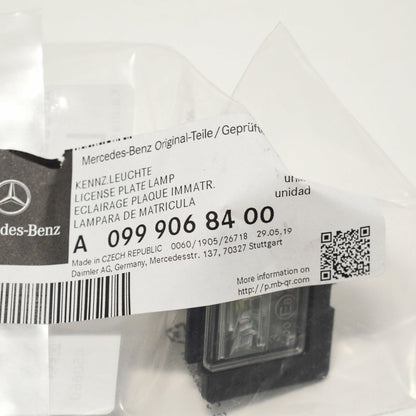 Mercedes-Benz Original-Teile / Geprüft
KENNZ.LEUCHTE
LICENSE PLATE LAMP
ECLAIRAGE PLAQUE IMMATR.
LAMPARA DE MATRICULA
unidad
A 099 906 84 00
Made in CZECH REPUBLIC 0060/1905/26718 29.05.19
Daimler AG, Germany, Mercedesstr. 137, 70327 Stuttgart
More information on
http://p.mb-qr.com
cedes-Benz